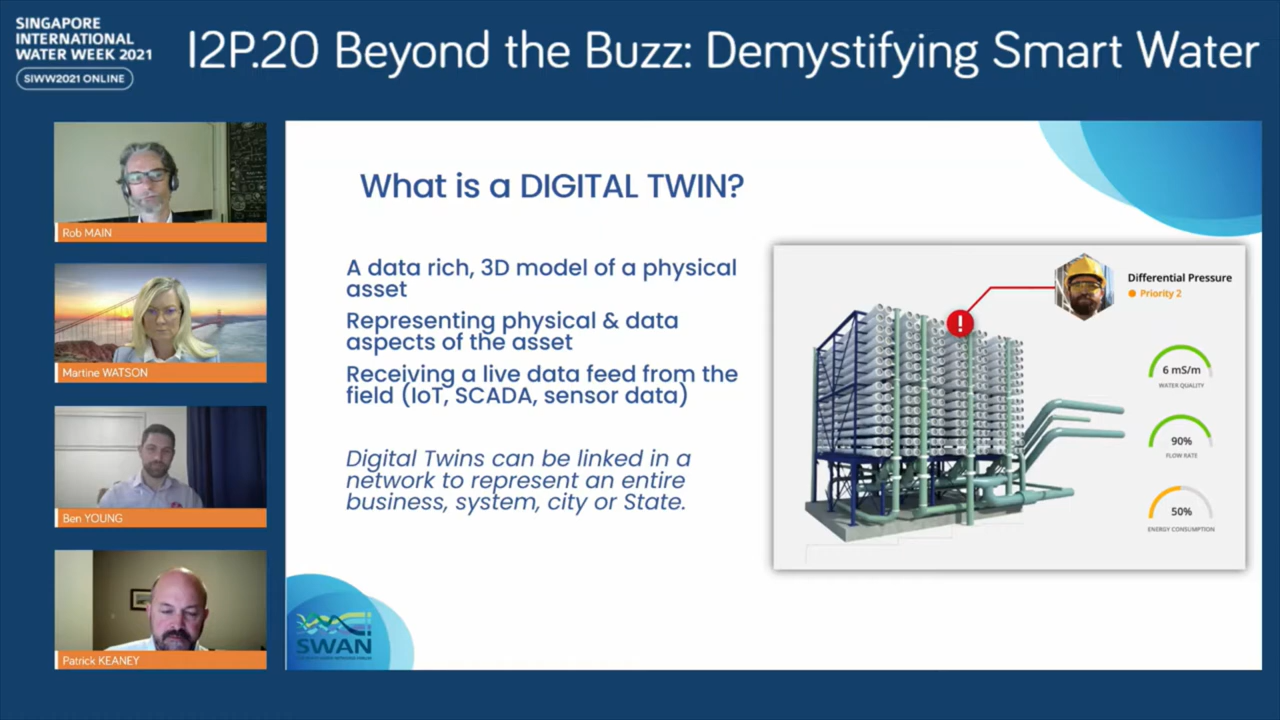 SINGAPORE
INTERNATIONAL
WATER WEEK 2021
SIWW2021 ONLINE
I2P.20 Beyond the Buzz: Demystifying Smart Water
Rob MAIN
Martine WATSON
Ben YOUNG
Patrick KEANEY
What is a DIGITAL TWIN?
A data rich, 3D model of a physical
asset
Representing physical & data
aspects of the asset
Receiving a live data feed from the
field (IoT, SCADA, sensor data)
Digital Twins can be linked in a
network to represent an entire
business, system, city or State.
Differential Pressure
Priority 2
!
6 mS/m
WATER QUALITY
90%
FLOW RATE
50%
ENERGY CONSUMPTION
SWAN